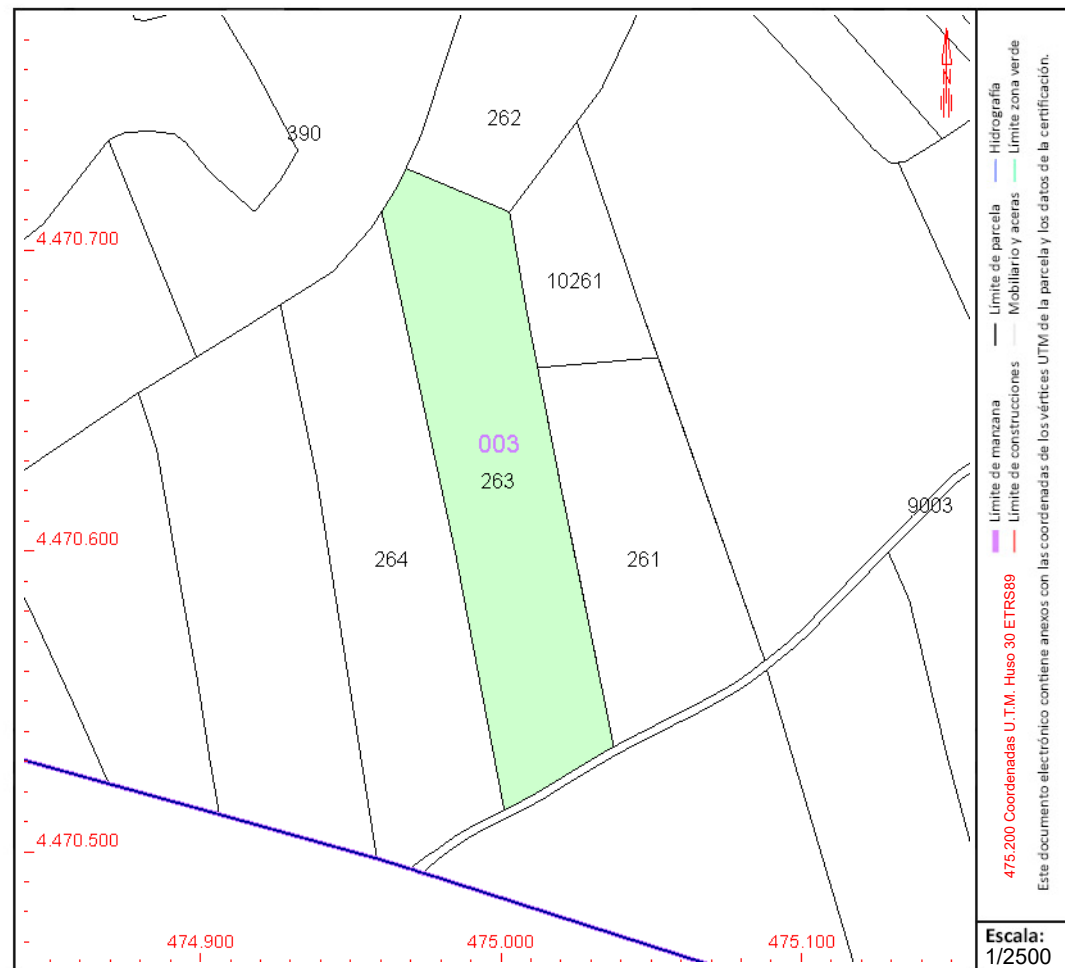 390
262
4.470.700
10261
003
263
9003
4.470.600
264
261
4.470.500
474.900
475.000
475.100
N
Límite de manzana
Límite de parcela
Hidrografía
Límite de construcciones
Mobiliario y aceras
Límite zona verde
475.200 Coordenadas U.T.M. Huso 30 ETRS89
Este documento electrónico contiene anexos con las coordenadas de los vértices UTM de la parcela y los datos de la certificación.
Escala:
1/2500